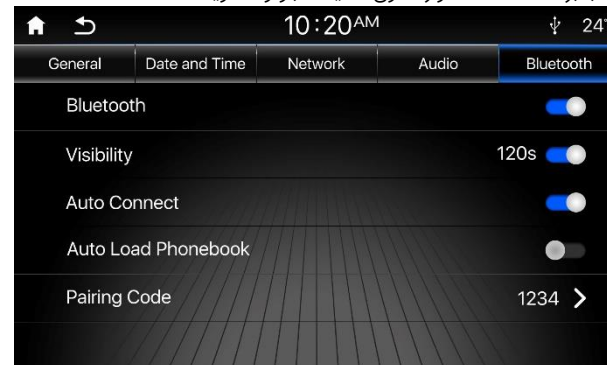 10:20AM 24°
General Date and Time Network Audio Bluetooth
Bluetooth
Visibility 120s
Auto Connect
Auto Load Phonebook
Pairing Code 1234 >